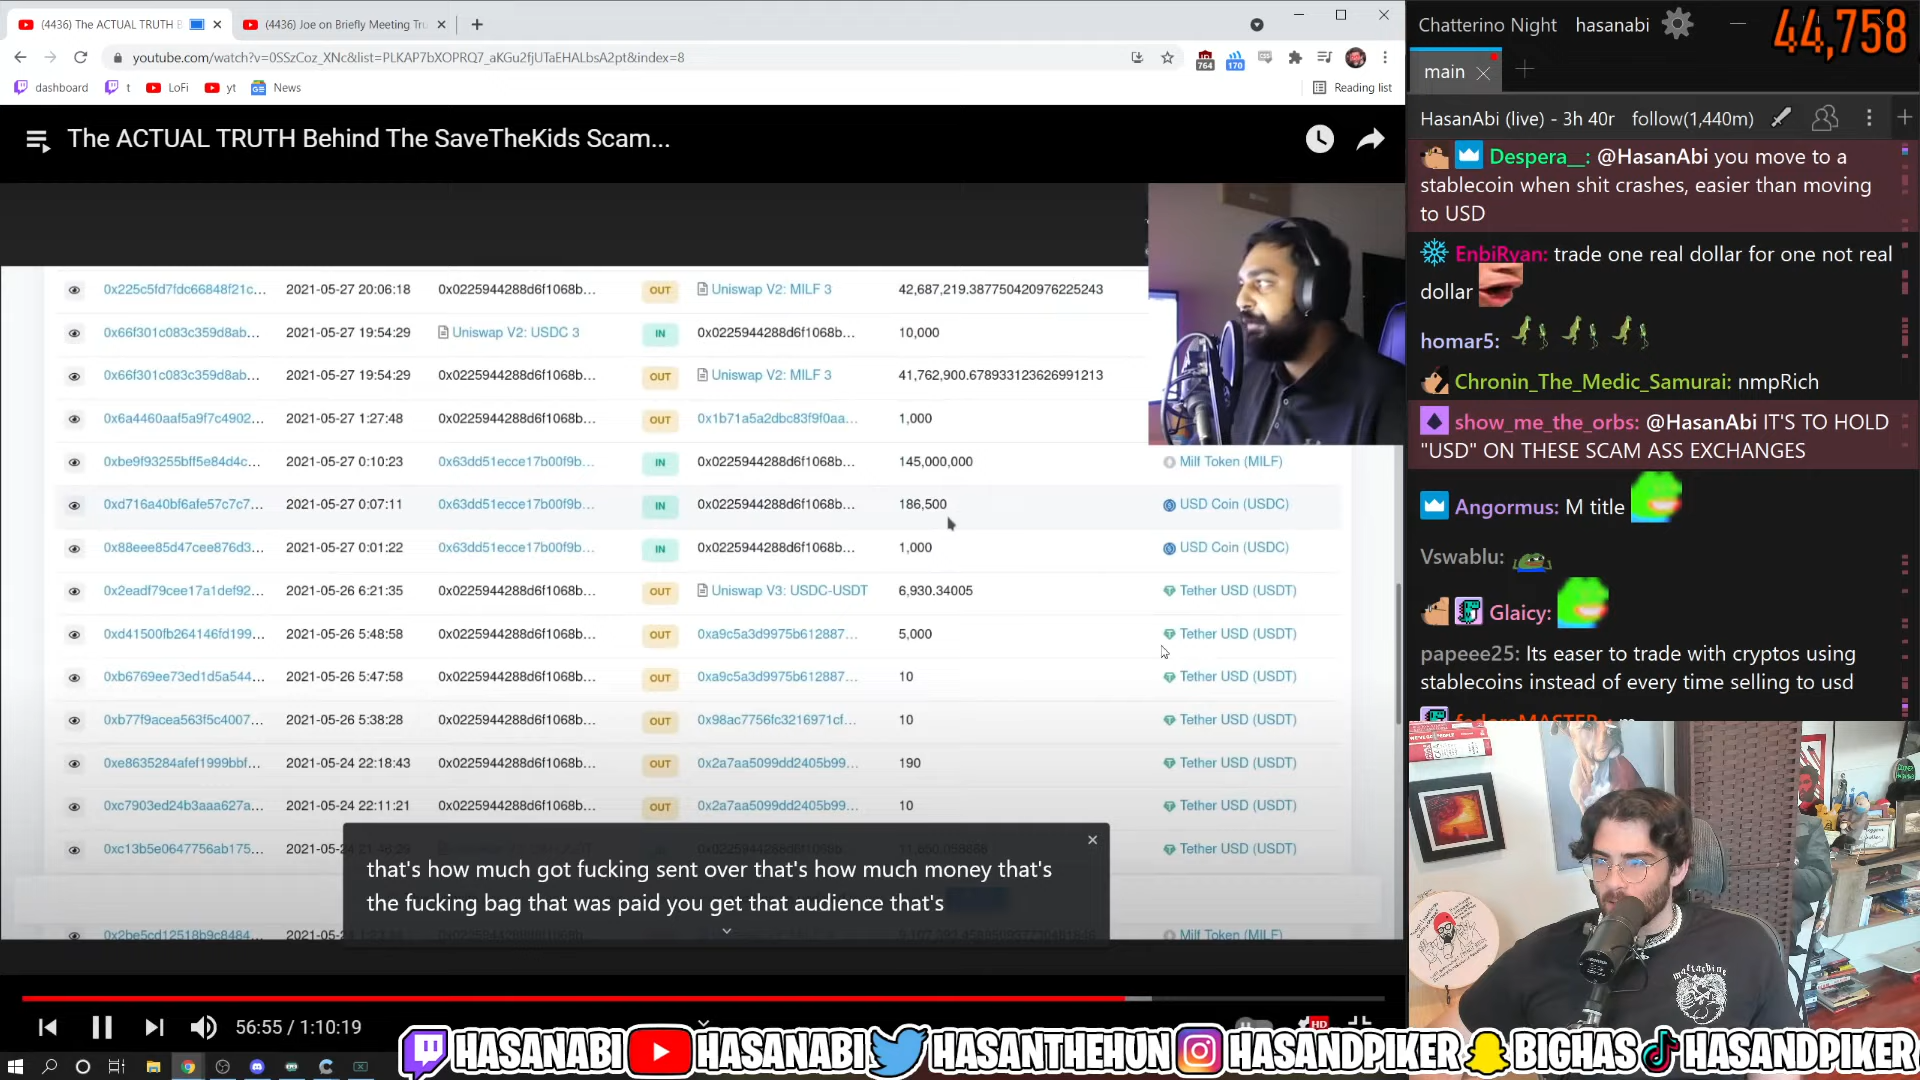 (4436) The ACTUAL TRUTH B
(4436) Joe on Briefly Meeting Tru
youtube.com/watch?v=0SSzCoz_XNc&list=PLKAP7bXOPRQ7_aKGu2fjUTaEHALbsA2pt&index=8
764
170
dashboard
t
LoFi
yt
News
Reading list
The ACTUAL TRUTH Behind The SaveTheKids Scam...
0x225c5fd7fdc66848f21c... 2021-05-27 20:06:18 0x0225944288d6f1068b... OUT Uniswap V2: MILF 3 42,687,219.387750420976225243
0x66f301c083c359d8ab... 2021-05-27 19:54:29 Uniswap V2: USDC 3 IN 0x0225944288d6f1068b... 10,000
0x66f301c083c359d8ab... 2021-05-27 19:54:29 0x0225944288d6f1068b... OUT Uniswap V2: MILF 3 41,762,900.678933123626991213
0x6a4460aaf5a9f7c4902... 2021-05-27 1:27:48 0x0225944288d6f1068b... OUT 0x1b71a5a2dbc83f9f0aa... 1,000
0xbe9f93255bff5e84d4c... 2021-05-27 0:10:23 0x63dd51ecce17b00f9b... IN 0x0225944288d6f1068b... 145,000,000 Milf Token (MILF)
0xd716a40bf6afe57c7c7... 2021-05-27 0:07:11 0x63dd51ecce17b00f9b... IN 0x0225944288d6f1068b... 186,500 USD Coin (USDC)
0x88eee85d47cee876d3... 2021-05-27 0:01:22 0x63dd51ecce17b00f9b... IN 0x0225944288d6f1068b... 1,000 USD Coin (USDC)
0x2eadf79cee17a1def92... 2021-05-26 6:21:35 0x0225944288d6f1068b... OUT Uniswap V3: USDC-USDT 6,930.34005 Tether USD (USDT)
0xd41500fb264146fd199... 2021-05-26 5:48:58 0x0225944288d6f1068b... OUT 0xa9c5a3d9975b612887... 5,000 Tether USD (USDT)
0xb6769ee73ed1d5a544... 2021-05-26 5:47:58 0x0225944288d6f1068b... OUT 0xa9c5a3d9975b612887... 10 Tether USD (USDT)
0xb77f9acea563f5c4007... 2021-05-26 5:38:28 0x0225944288d6f1068b... OUT 0x98ac7756fc3216971cf... 10 Tether USD (USDT)
0xe8635284afef1999bbf... 2021-05-24 22:18:43 0x0225944288d6f1068b... OUT 0x2a7aa5099dd2405b99... 190 Tether USD (USDT)
0xc7903ed24b3aaa627a... 2021-05-24 22:11:21 0x0225944288d6f1068b... OUT 0x2a7aa5099dd2405b99... 10 Tether USD (USDT)
0xc13b5e0647756ab175... Tether USD (USDT)
0x2be5cd12518b9c8484... Milf Token (MILF)
that's how much got fucking sent over that's how much money that's
the fucking bag that was paid you get that audience that's
56:55 / 1:10:19
HD
Chatterino Night hasanabi
44,758
main
HasanAbi (live) - 3h 40r follow(1,440m)
Despera__: @HasanAbi you move to a
stablecoin when shit crashes, easier than moving
to USD
EnbiRyan: trade one real dollar for one not real
dollar
homar5:
Chronin_The_Medic_Samurai: nmpRich
show_me_the_orbs: @HasanAbi IT'S TO HOLD
"USD" ON THESE SCAM ASS EXCHANGES
Angormus: M title
Vswablu:
Glaicy:
papeee25: Its easer to trade with cryptos using
stablecoins instead of every time selling to usd
HASANABI HASANABI HASANTHEHUN HASANDPIKER BIGHAS HASANDPIKER